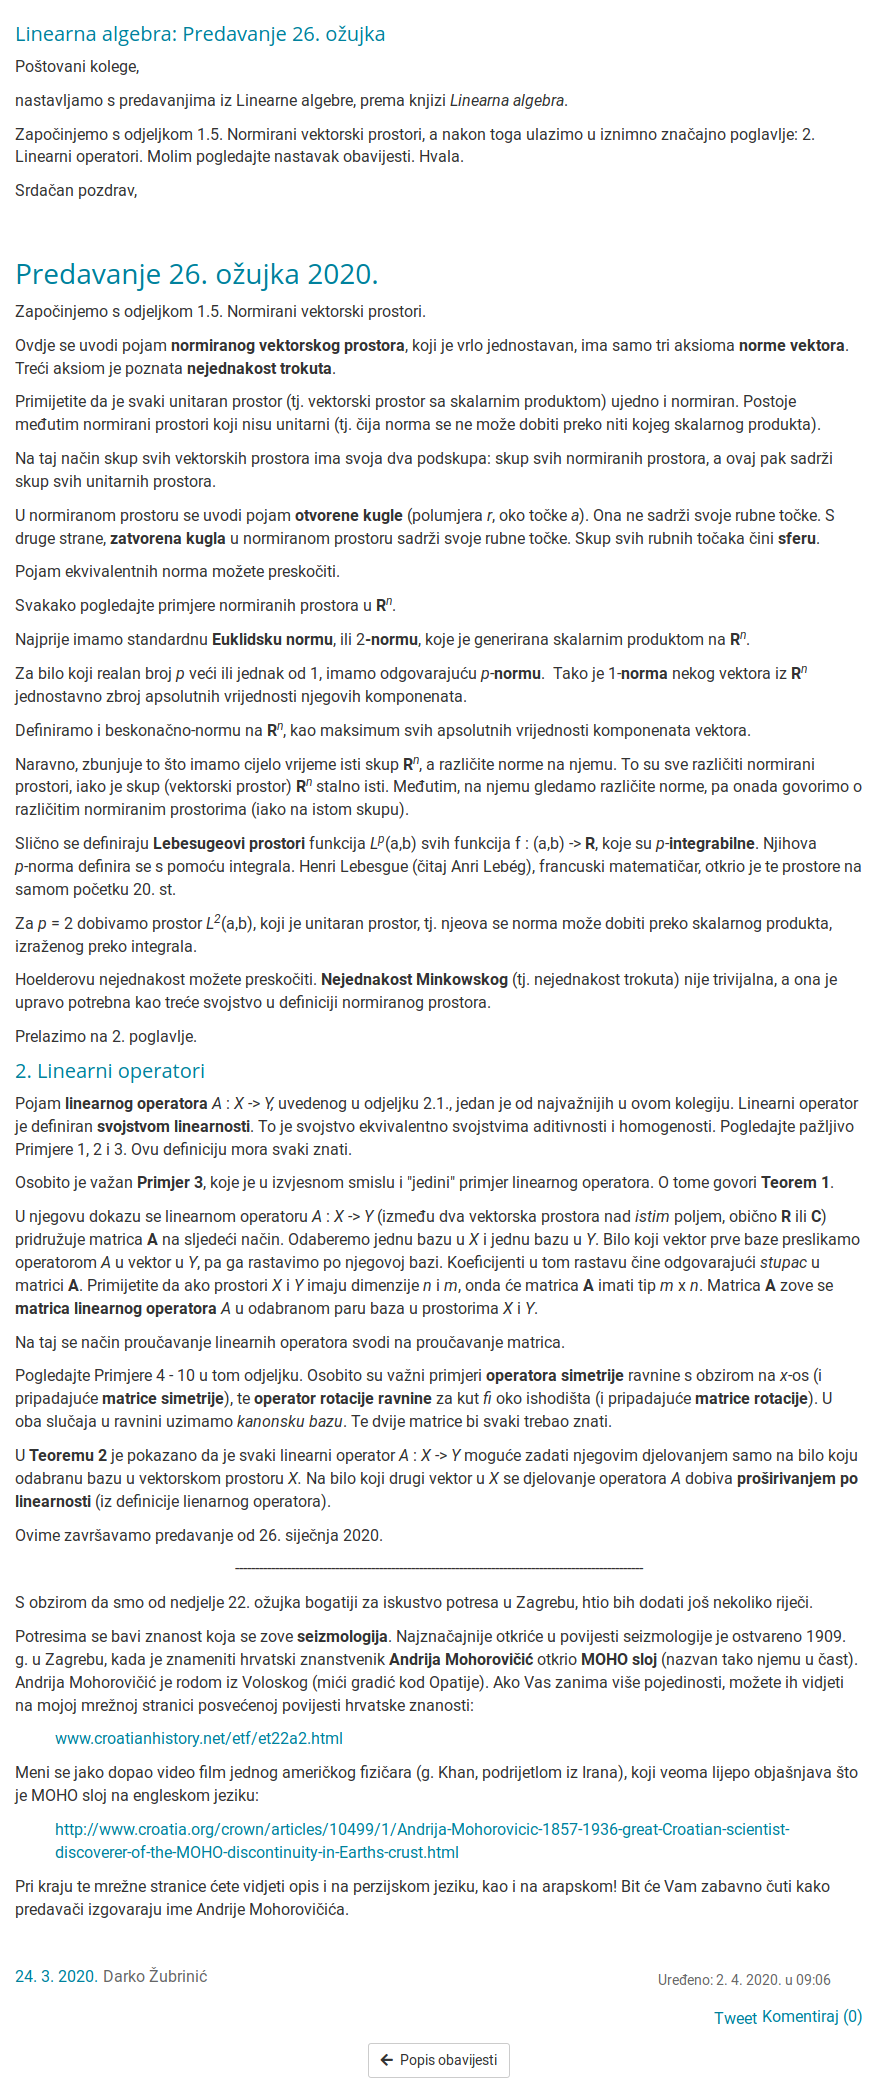 Linearna algebra: Predavanje 26. ožujka
Poštovani kolege,
nastavljamo s predavanjima iz Linearne algebre, prema knjizi Linearna algebra.
Započinjemo s odjeljkom 1.5. Normirani vektorski prostori, a nakon toga ulazimo u iznimno značajno poglavlje: 2.
Linearni operatori. Molim pogledajte nastavak obavijesti. Hvala.
Srdačan pozdrav,
Predavanje 26. ožujka 2020.
Započinjemo s odjeljkom 1.5. Normirani vektorski prostori.
Ovdje se uvodi pojam normiranog vektorskog prostora, koji je vrlo jednostavan, ima samo tri aksioma norme vektora.
Treći aksiom je poznata nejednakost trokuta.
Primijetite da je svaki unitaran prostor (tj. vektorski prostor sa skalarnim produktom) ujedno i normiran. Postoje
međutim normirani prostori koji nisu unitarni (tj. čija norma se ne može dobiti preko niti kojeg skalarnog produkta).
Na taj način skup svih vektorskih prostora ima svoja dva podskupa: skup svih normiranih prostora, a ovaj pak sadrži
skup svih unitarnih prostora.
U normiranom prostoru se uvodi pojam otvorene kugle (polumjera r, oko točke a). Ona ne sadrži svoje rubne točke. S
druge strane, zatvorena kugla u normiranom prostoru sadrži svoje rubne točke. Skup svih rubnih točaka čini sferu.
Pojam ekvivalentnih norma možete preskočiti.
Svakako pogledajte primjere normiranih prostora u Rⁿ.
Najprije imamo standardnu Euklidsku normu, ili 2-normu, koje je generirana skalarnim produktom na Rⁿ.
Za bilo koji realan broj p veći ili jednak od 1, imamo odgovarajuću p-normu.  Tako je 1-norma nekog vektora iz Rⁿ
jednostavno zbroj apsolutnih vrijednosti njegovih komponenata.
Definiramo i beskonačno-normu na Rⁿ, kao maksimum svih apsolutnih vrijednosti komponenata vektora.
Naravno, zbunjuje to što imamo cijelo vrijeme isti skup Rⁿ, a različite norme na njemu. To su sve različiti normirani
prostori, iako je skup (vektorski prostor) Rⁿ stalno isti. Međutim, na njemu gledamo različite norme, pa onada govorimo o
različitim normiranim prostorima (iako na istom skupu).
Slično se definiraju Lebesugeovi prostori funkcija Lᵖ(a,b) svih funkcija f : (a,b) -> R, koje su p-integrabilne. Njihova
p-norma definira se s pomoću integrala. Henri Lebesgue (čitaj Anri Lebég), francuski matematičar, otkrio je te prostore na
samom početku 20. st.
Za p = 2 dobivamo prostor L²(a,b), koji je unitaran prostor, tj. njeova se norma može dobiti preko skalarnog produkta,
izraženog preko integrala.
Hoelderovu nejednakost možete preskočiti. Nejednakost Minkowskog (tj. nejednakost trokuta) nije trivijalna, a ona je
upravo potrebna kao treće svojstvo u definiciji normiranog prostora.
Prelazimo na 2. poglavlje.
2. Linearni operatori
Pojam linearnog operatora A : X -> Y, uvedenog u odjeljku 2.1., jedan je od najvažnijih u ovom kolegiju. Linearni operator
je definiran svojstvom linearnosti. To je svojstvo ekvivalentno svojstvima aditivnosti i homogenosti. Pogledajte pažljivo
Primjere 1, 2 i 3. Ovu definiciju mora svaki znati.
Osobito je važan Primjer 3, koje je u izvjesnom smislu i "jedini" primjer linearnog operatora. O tome govori Teorem 1.
U njegovu dokazu se linearnom operatoru A : X -> Y (između dva vektorska prostora nad istim poljem, obično R ili C)
pridružuje matrica A na sljedeći način. Odaberemo jednu bazu u X i jednu bazu u Y. Bilo koji vektor prve baze preslikamo
operatorom A u vektor u Y, pa ga rastavimo po njegovoj bazi. Koeficijenti u tom rastavu čine odgovarajući stupac u
matrici A. Primijetite da ako prostori X i Y imaju dimenzije n i m, onda će matrica A imati tip m x n. Matrica A zove se
matrica linearnog operatora A u odabranom paru baza u prostorima X i Y.
Na taj se način proučavanje linearnih operatora svodi na proučavanje matrica.
Pogledajte Primjere 4 - 10 u tom odjeljku. Osobito su važni primjeri operatora simetrije ravnine s obzirom na x-os (i
pripadajuće matrice simetrije), te operator rotacije ravnine za kut fi oko ishodišta (i pripadajuće matrice rotacije). U
oba slučaja u ravnini uzimamo kanonsku bazu. Te dvije matrice bi svaki trebao znati.
U Teoremu 2 je pokazano da je svaki linearni operator A : X -> Y moguće zadati njegovim djelovanjem samo na bilo koju
odabranu bazu u vektorskom prostoru X. Na bilo koji drugi vektor u X se djelovanje operatora A dobiva proširivanjem po
linearnosti (iz definicije lienarnog operatora).
Ovime završavamo predavanje od 26. siječnja 2020.
S obzirom da smo od nedjelje 22. ožujka bogatiji za iskustvo potresa u Zagrebu, htio bih dodati još nekoliko riječi.
Potresima se bavi znanost koja se zove seizmologija. Najznačajnije otkriće u povijesti seizmologije je ostvareno 1909.
g. u Zagrebu, kada je znameniti hrvatski znanstvenik Andrija Mohorovičić otkrio MOHO sloj (nazvan tako njemu u čast).
Andrija Mohorovičić je rodom iz Voloskog (mići gradić kod Opatije). Ako Vas zanima više pojedinosti, možete ih vidjeti
na mojoj mrežnoj stranici posvećenoj povijesti hrvatske znanosti:
www.croatianhistory.net/etf/et22a2.html
Meni se jako dopao video film jednog američkog fizičara (g. Khan, podrijetlom iz Irana), koji veoma lijepo objašnjava što
je MOHO sloj na engleskom jeziku:
http://www.croatia.org/crown/articles/10499/1/Andrija-Mohorovicic-1857-1936-great-Croatian-scientist-
discoverer-of-the-MOHO-discontinuity-in-Earths-crust.html
Pri kraju te mrežne stranice ćete vidjeti opis i na perzijskom jeziku, kao i na arapskom! Bit će Vam zabavno čuti kako
predavači izgovaraju ime Andrije Mohorovičića.
24. 3. 2020. Darko Žubrinić
Uređeno: 2. 4. 2020. u 09:06
Tweet Komentiraj (0)
Popis obavijesti